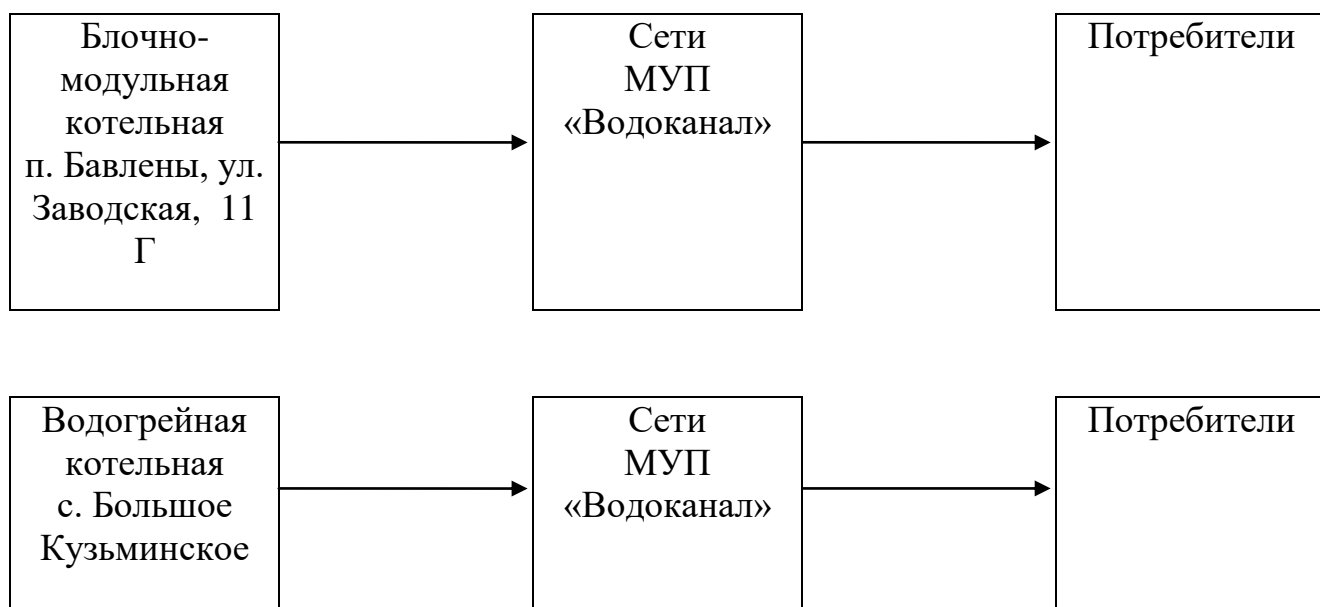 Блочно-
модульная
котельная
п. Бавлены, ул.
Заводская,  11
Г
Сети
МУП
«Водоканал»
Потребители
Водогрейная
котельная
с. Большое
Кузьминское
Сети
МУП
«Водоканал»
Потребители